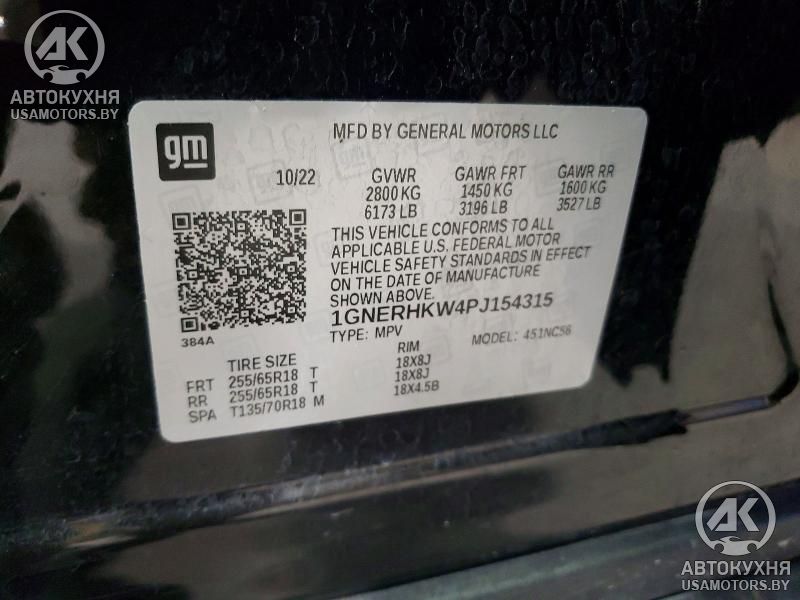 AK
АВТОКУХНЯ
USAMOTORS.BY
gm
MFD BY GENERAL MOTORS LLC
10/22
GVWR GAWR FRT GAWR RR
2800 KG 1450 KG 1600 KG
6173 LB 3196 LB 3527 LB
THIS VEHICLE CONFORMS TO ALL
APPLICABLE U.S. FEDERAL MOTOR
VEHICLE SAFETY STANDARDS IN EFFECT
ON THE DATE OF MANUFACTURE
SHOWN ABOVE.
1GNERHKW4PJ154315
384A
TYPE: MPV MODEL: 451NC56
TIRE SIZE RIM
FRT 255/65R18 T 18X8J
RR 255/65R18 T 18X8J
SPA T135/70R18 M 18X4.5B
AK
АВТОКУХНЯ
USAMOTORS.BY